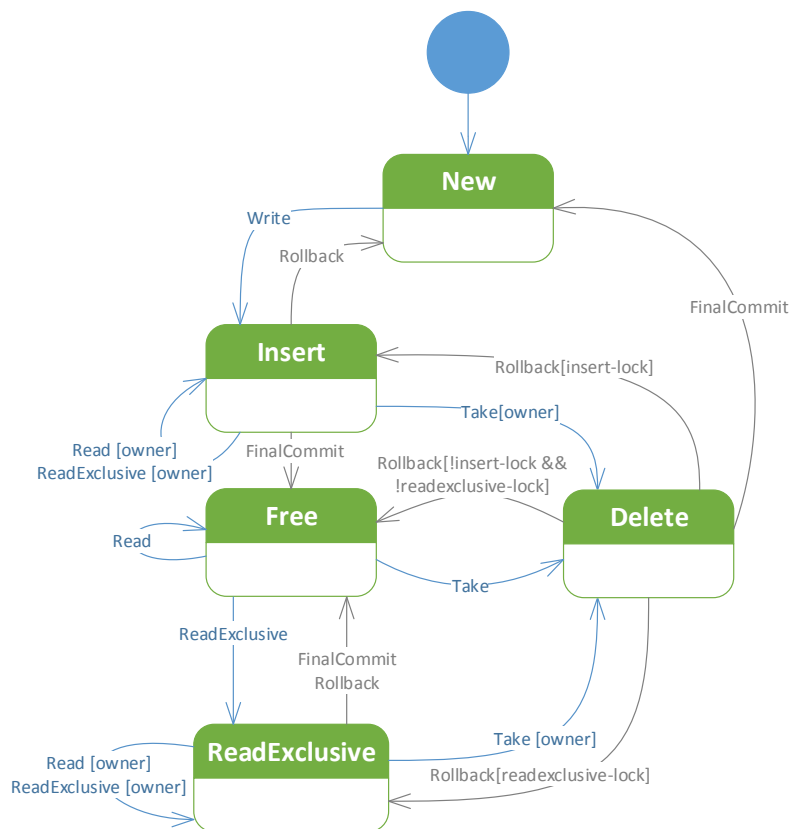 New
Write
Rollback
FinalCommit
Insert
Rollback[insert-lock]
Take[owner]
Read [owner]
ReadExclusive [owner]
FinalCommit
Rollback[!insert-lock &&
!readexclusive-lock]
Free
Delete
Read
Take
ReadExclusive
FinalCommit
Rollback
ReadExclusive
Take [owner]
Read [owner]
ReadExclusive [owner]
Rollback[readexclusive-lock]